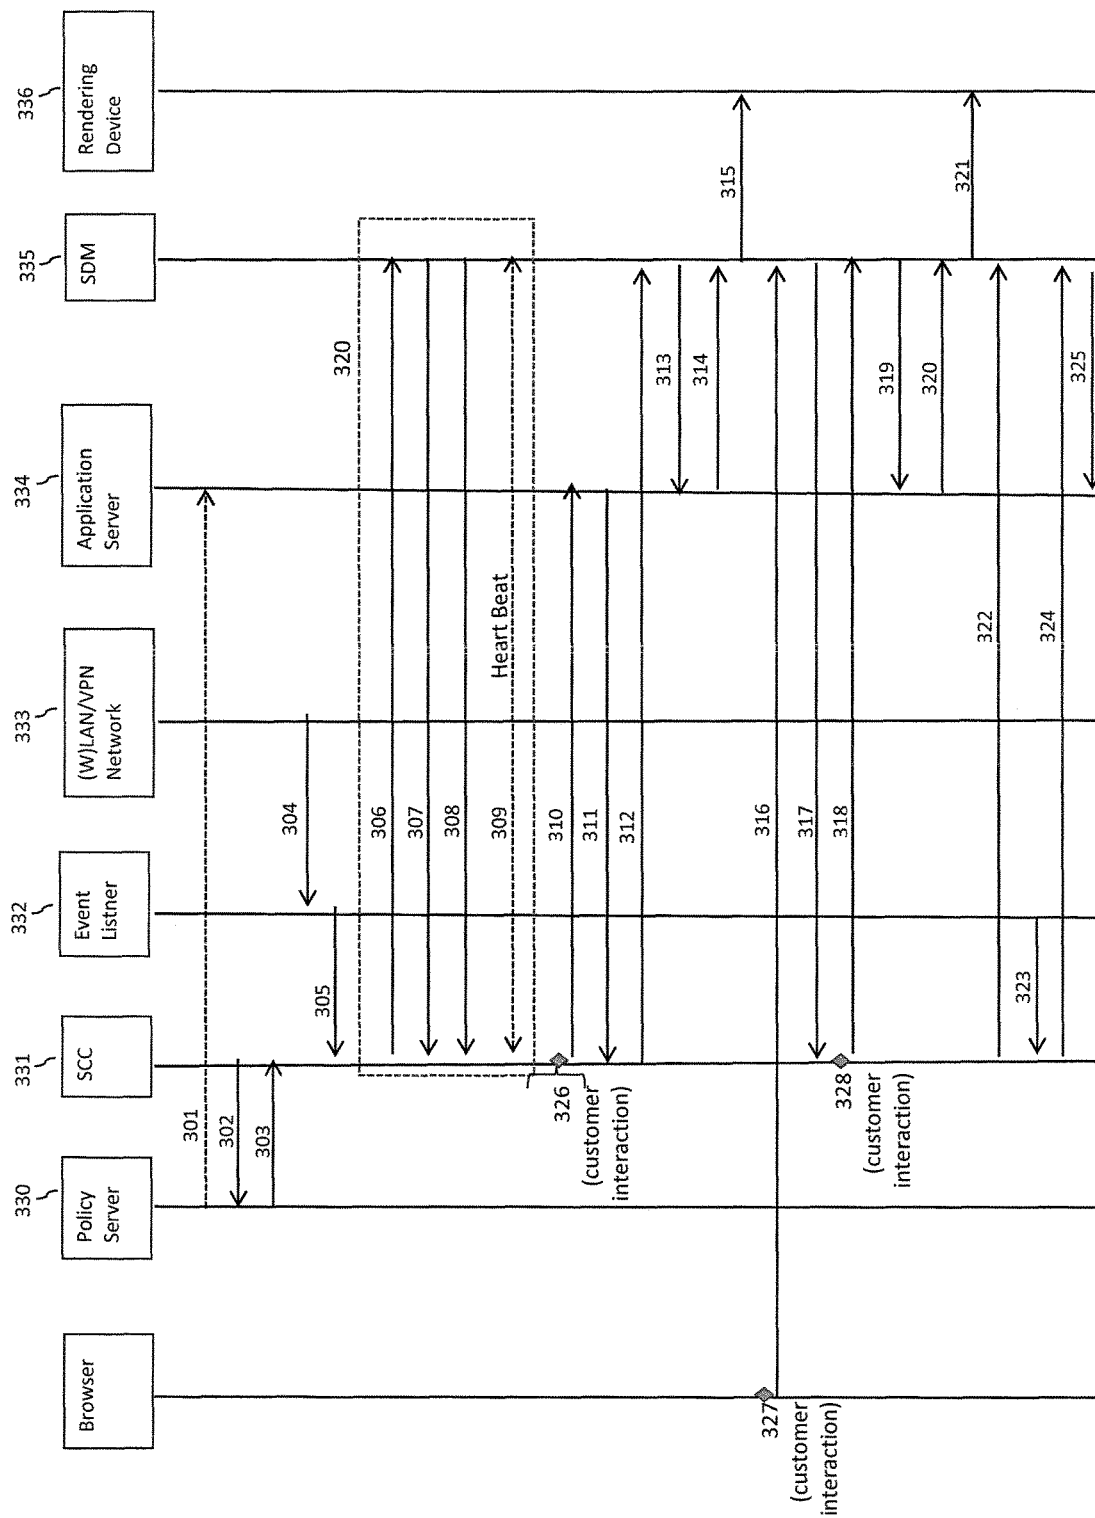 Browser
330
Policy
Server
331
SCC
332
Event
Listner
333
(W)LAN/VPN
Network
334
Application
Server
335
SDM
336
Rendering
Device
301
302
303
304
305
320
306
307
308
309
Heart Beat
326
(customer
interaction)
310
311
312
313
314
315
327
(customer
interaction)
316
317
328
(customer
interaction)
318
319
320
321
322
323
324
325